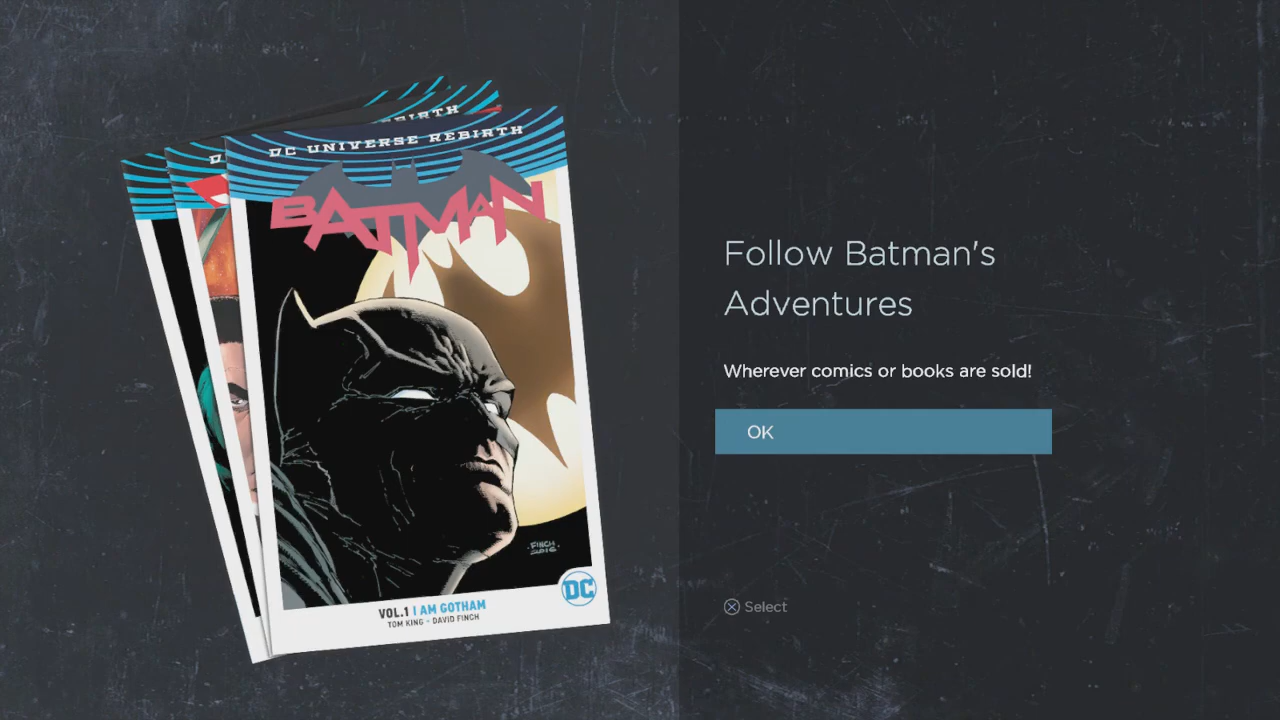 EBIRTH
D
DC UNIVERSE REBIRTH
BATMAN
FINCH
2016
DC
VOL.1 I AM GOTHAM
TOM KING - DAVID FINCH
Follow Batman's
Adventures
Wherever comics or books are sold!
OK
Select